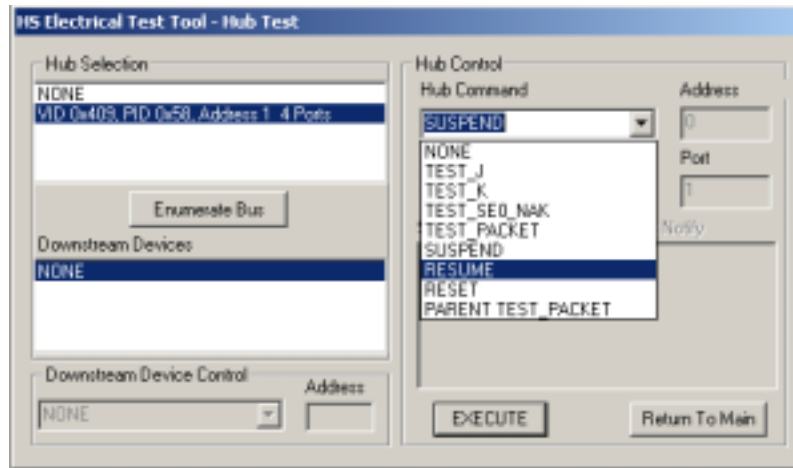 HS Electrical Test Tool - Hub Test
Hub Selection
NONE
VID 0x409, PID 0x58, Address 1 4 Ports
Enumerate Bus
Downstream Devices
NONE
Downstream Device Control
Address
NONE
Hub Control
Hub Command
Address
SUSPEND
0
NONE
TEST_J
TEST_K
TEST_SE0_NAK
TEST_PACKET
SUSPEND
RESUME
RESET
PARENT TEST_PACKET
Port
1
Notify
EXECUTE
Return To Main